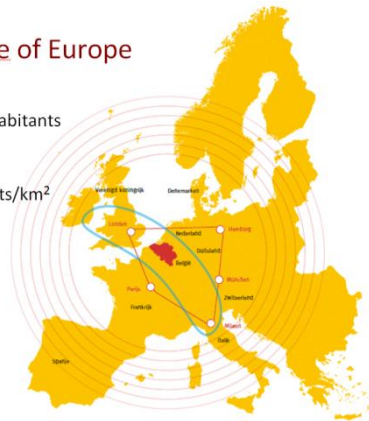 e of Europe
abitants
ts/km²
Verenigd koninkrijk
Denemarken
Londen
Nederland
Hamburg
Duitsland
België
Parijs
München
Frankrijk
Zwitserland
Milaan
Italië
Spanje